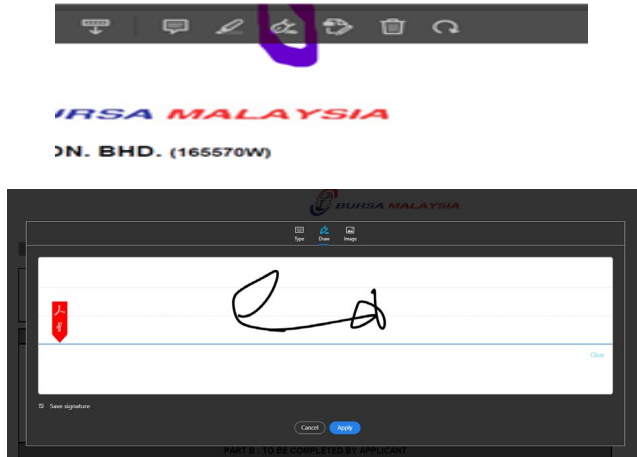 URSA MALAYSIA
DN. BHD. (165570W)
BURSA MALAYSIA
Type Draw Image
Clear
Save signature
Cancel Apply
PART B : TO BE COMPLETED BY APPLICANT